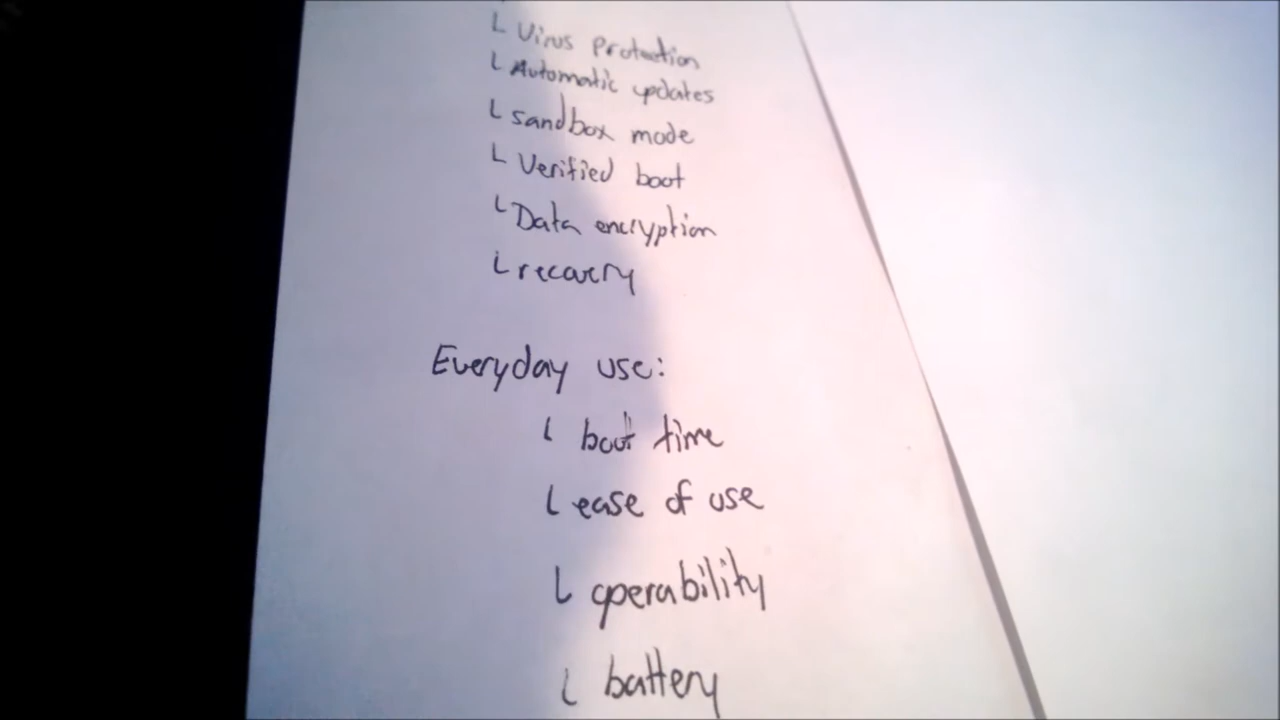 └ Virus protection
└ Automatic updates
└ sandbox mode
└ Verified boot
└ Data encryption
└ recovery
Everyday use:
└ boot time
└ ease of use
└ operability
└ battery